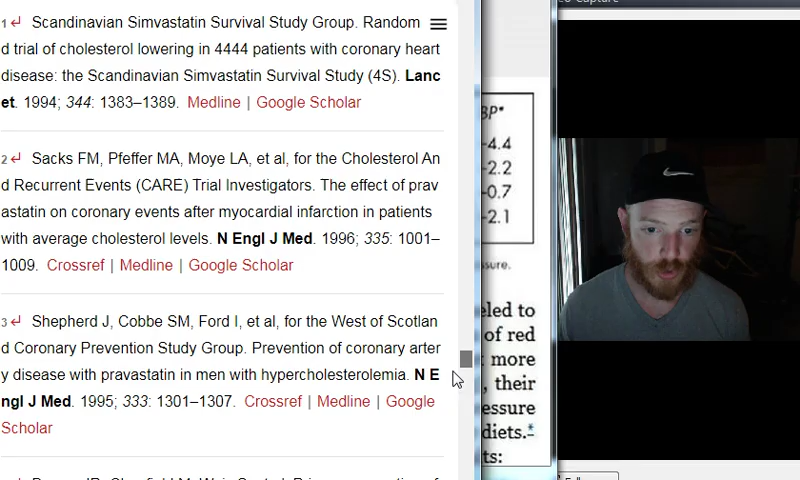 o Capture
1 ↵ Scandinavian Simvastatin Survival Study Group. Random
d trial of cholesterol lowering in 4444 patients with coronary heart
disease: the Scandinavian Simvastatin Survival Study (4S). Lanc
et. 1994; 344: 1383–1389. Medline | Google Scholar
2 ↵ Sacks FM, Pfeffer MA, Moye LA, et al, for the Cholesterol An
d Recurrent Events (CARE) Trial Investigators. The effect of prav
astatin on coronary events after myocardial infarction in patients
with average cholesterol levels. N Engl J Med. 1996; 335: 1001–
1009. Crossref | Medline | Google Scholar
3 ↵ Shepherd J, Cobbe SM, Ford I, et al, for the West of Scotlan
d Coronary Prevention Study Group. Prevention of coronary arter
y disease with pravastatin in men with hypercholesterolemia. N E
ngl J Med. 1995; 333: 1301–1307. Crossref | Medline | Google
Scholar
BP*
-4.4
-2.2
-0.7
-2.1
sure.
eled to
of red
more
, their
essure
diets.*
ts: